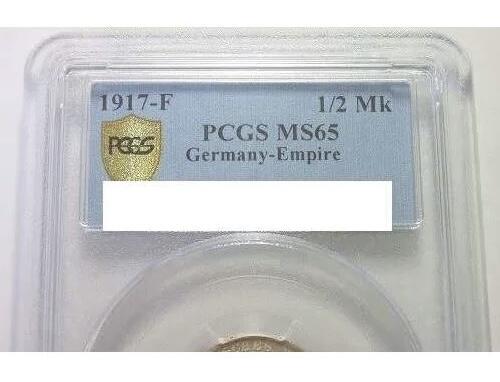 1917-F 1/2 Mk
PCGS PCGS MS65
Germany-Empire